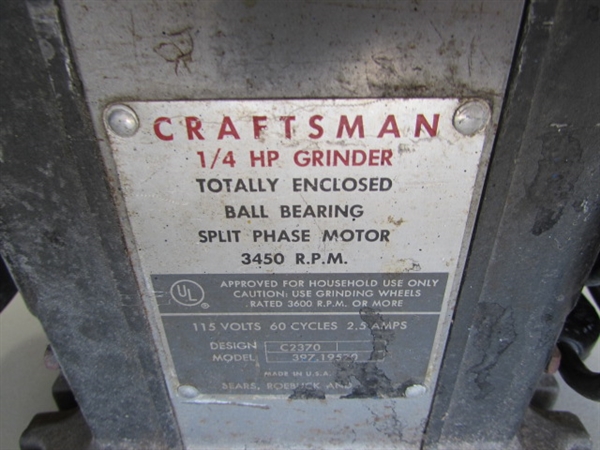 CRAFTSMAN
1/4 HP GRINDER
TOTALLY ENCLOSED
BALL BEARING
SPLIT PHASE MOTOR
3450 R.P.M.
UL ®
APPROVED FOR HOUSEHOLD USE ONLY
CAUTION: USE GRINDING WHEELS
RATED 3600 R.P.M. OR MORE
115 VOLTS 60 CYCLES 2.5 AMPS
DESIGN C2370
MODEL 397.19520
MADE IN U.S.A.
SEARS, ROEBUCK AND